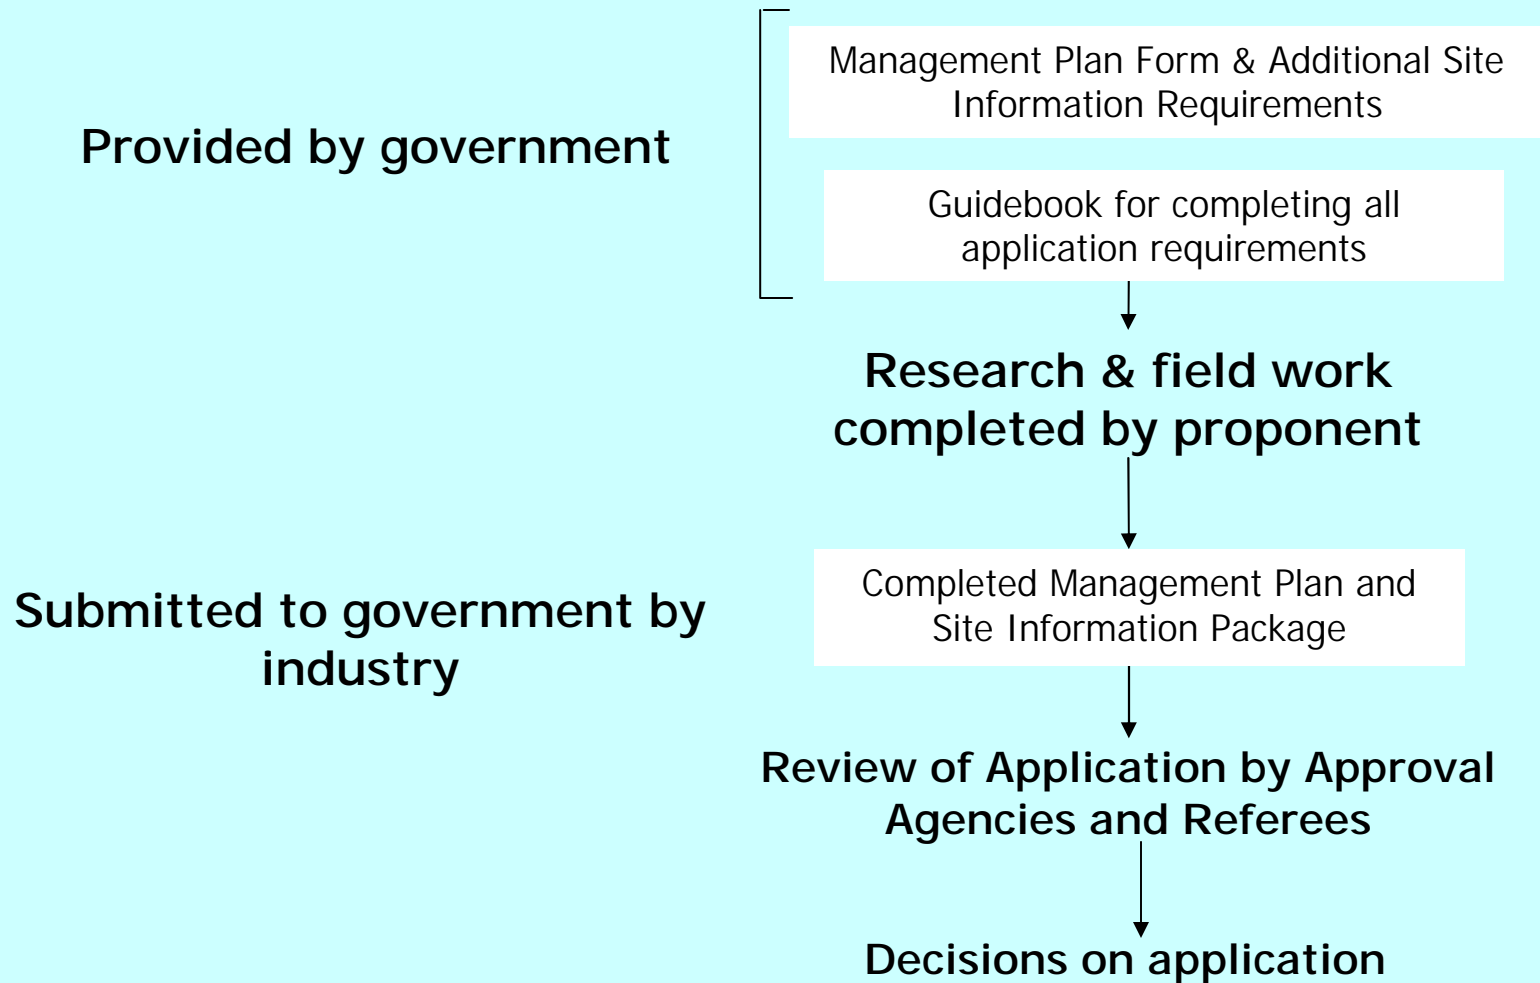 Management Plan Form & Additional Site
Information Requirements
Provided by government
Guidebook for completing all
application requirements
Research & field work
completed by proponent
Completed Management Plan and
Site Information Package
Submitted to government by
industry
Review of Application by Approval
Agencies and Referees
Decisions on application